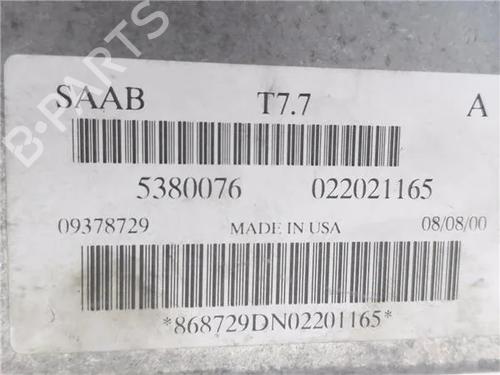 SAAB T7.7 A
5380076 022021165
09378729 MADE IN USA 08/08/00
*868729DN02201165*
B-PARTS